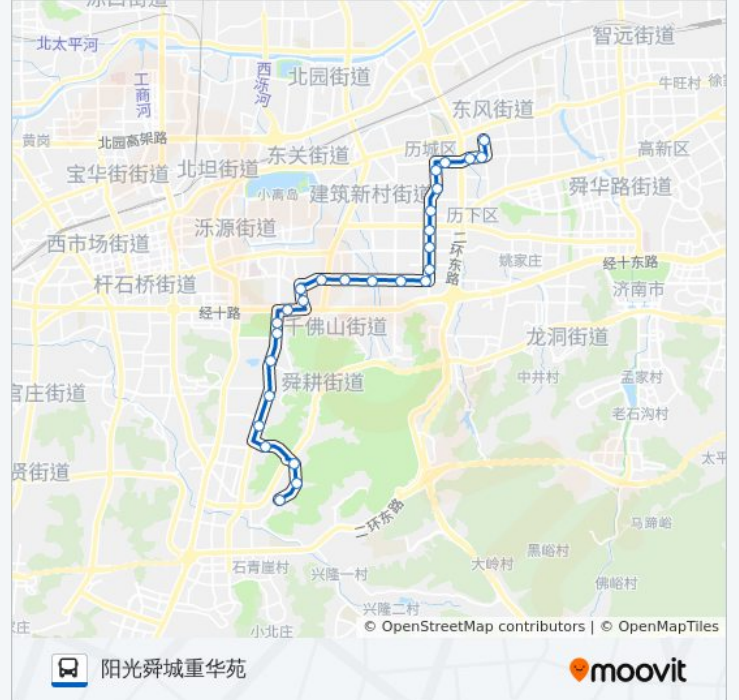 北太平河
智远街道
工商河
西泺河
北园街道
牛旺村
东风街道
黄岗
北园高架路
历城区
高新区
东关街道
宝华街街道
北坦街道
舜华路街道
小离岛
建筑新村街道
历下区
泺源街道
西市场街道
二环东路
姚家庄
经十东路
杆石桥街道
济南市
经十路
千佛山街道
龙洞街道
舜耕街道
中井村
孟家村
官庄街道
老石沟村
贤街道
太平
二环东路
马蹄峪
黑峪村
大岭村
石青崖村
兴隆一村
佛峪村
兴隆二村
小北庄
© OpenStreetMap contributors | © OpenMapTiles
阳光舜城重华苑
moovit